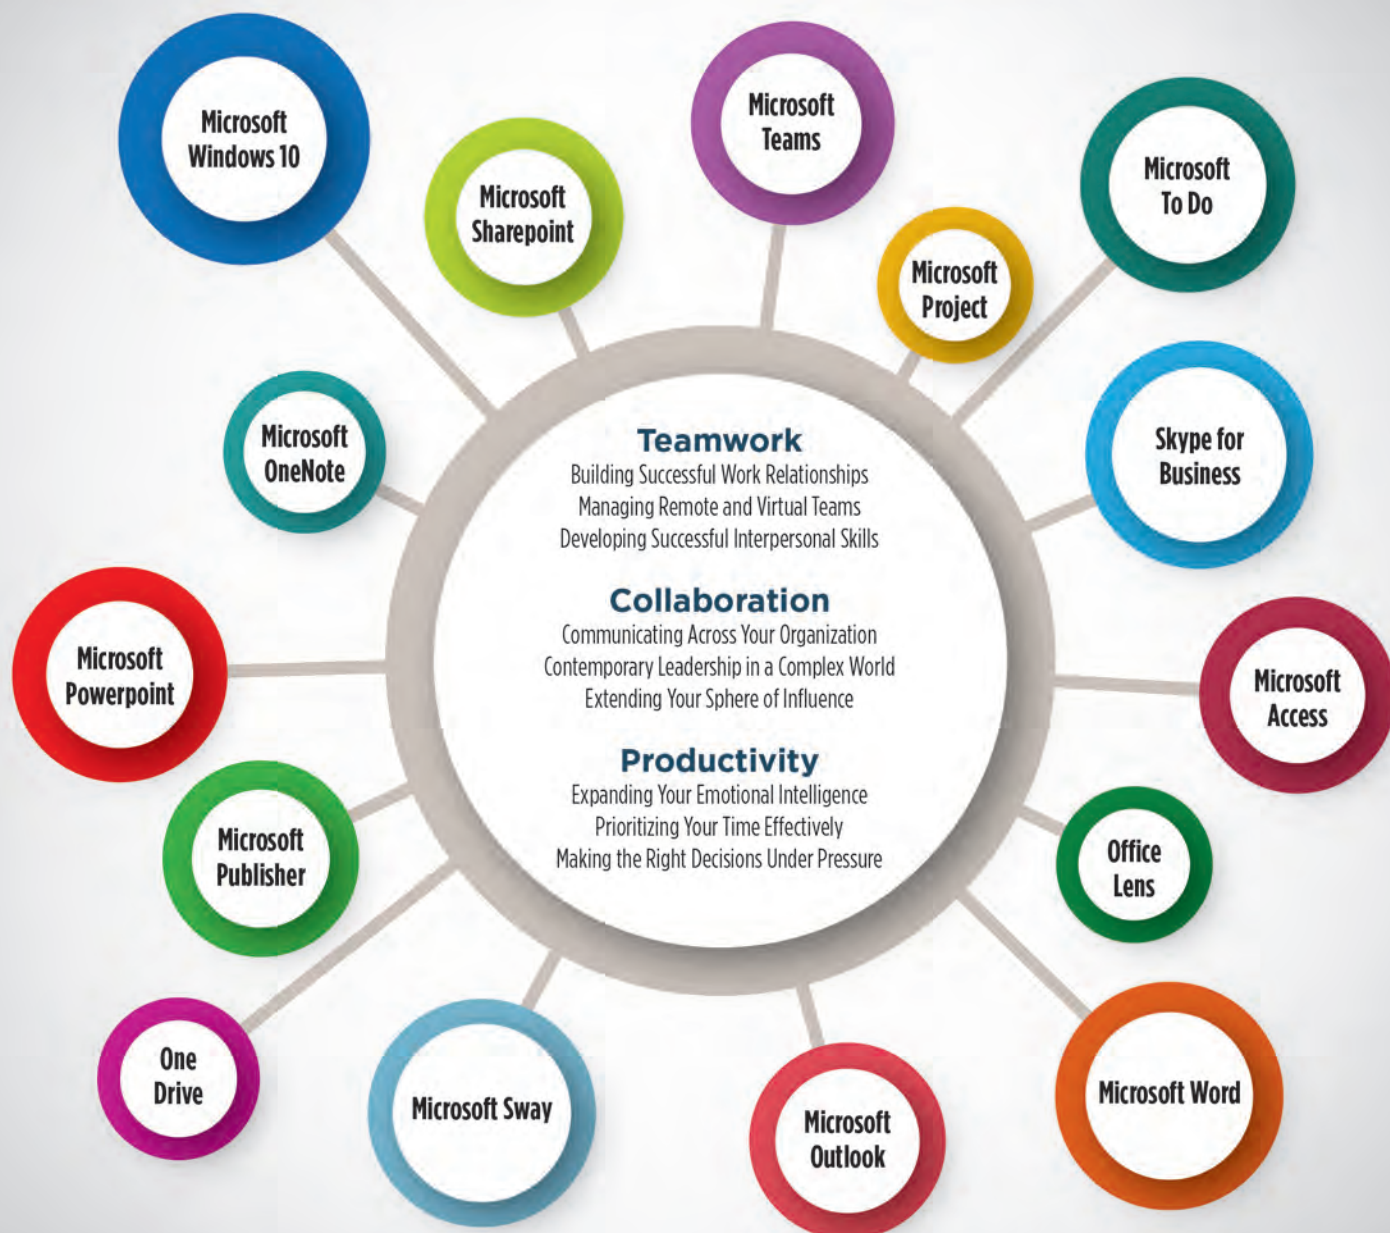 Microsoft
Windows 10
Microsoft
Sharepoint
Microsoft
Teams
Microsoft
Project
Microsoft
To Do
Microsoft
OneNote
Skype for
Business
Teamwork
Building Successful Work Relationships
Managing Remote and Virtual Teams
Developing Successful Interpersonal Skills
Collaboration
Communicating Across Your Organization
Contemporary Leadership in a Complex World
Extending Your Sphere of Influence
Productivity
Expanding Your Emotional Intelligence
Prioritizing Your Time Effectively
Making the Right Decisions Under Pressure
Microsoft
Powerpoint
Microsoft
Access
Microsoft
Publisher
Office
Lens
One
Drive
Microsoft Sway
Microsoft
Outlook
Microsoft Word